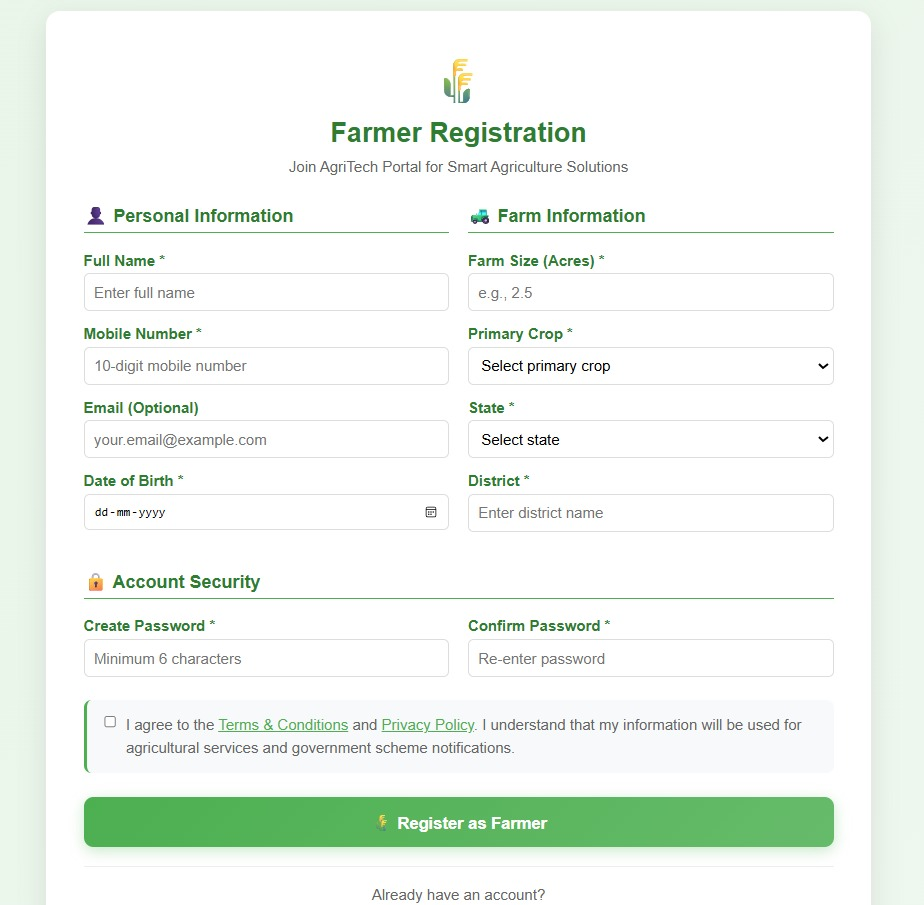 Farmer Registration
Join AgriTech Portal for Smart Agriculture Solutions
Personal Information
Full Name *
Enter full name
Mobile Number *
10-digit mobile number
Email (Optional)
your.email@example.com
Date of Birth *
dd-mm-yyyy
Farm Information
Farm Size (Acres) *
e.g., 2.5
Primary Crop *
Select primary crop
State *
Select state
District *
Enter district name
Account Security
Create Password *
Minimum 6 characters
Confirm Password *
Re-enter password
I agree to the Terms & Conditions and Privacy Policy. I understand that my information will be used for
agricultural services and government scheme notifications.
Register as Farmer
Already have an account?